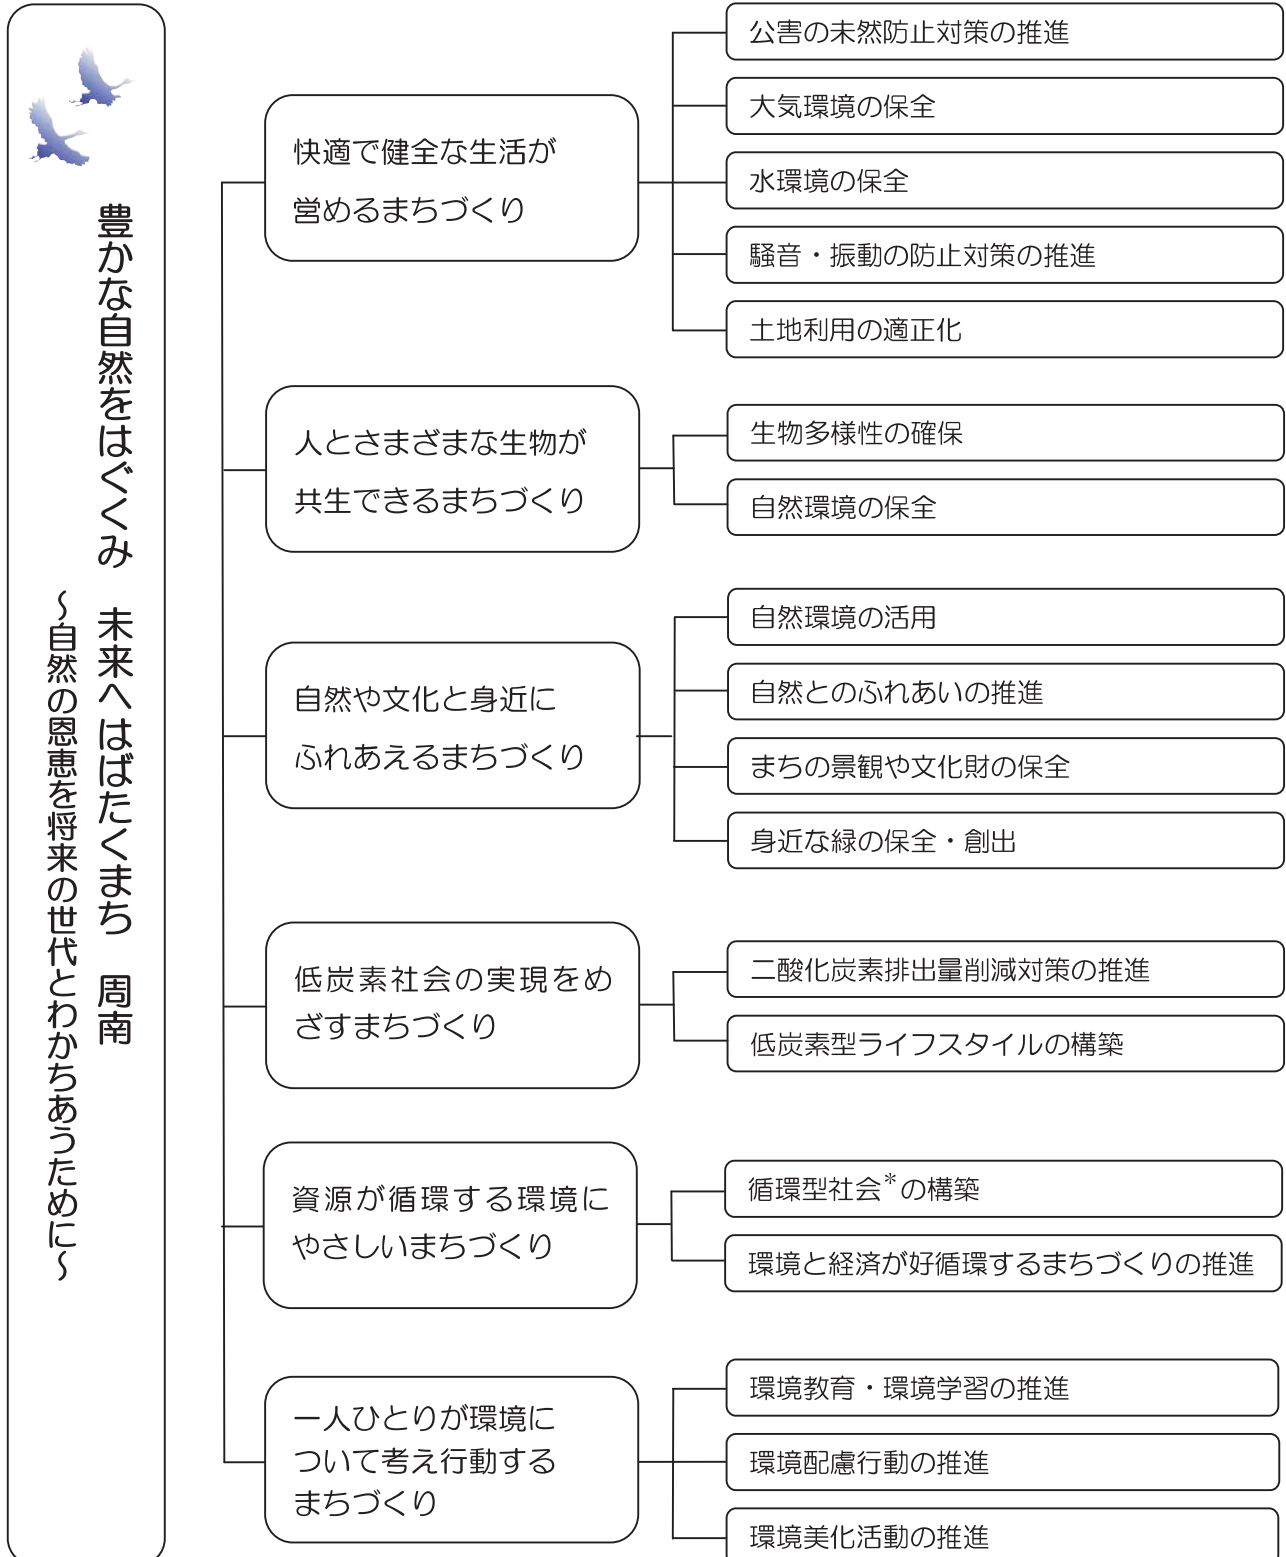 豊かな自然をはぐくみ　未来へはばたくまち　周南
～自然の恩恵を将来の世代とわかちあうために～
快適で健全な生活が
営めるまちづくり
公害の未然防止対策の推進
大気環境の保全
水環境の保全
騒音・振動の防止対策の推進
土地利用の適正化
人とさまざまな生物が
共生できるまちづくり
生物多様性の確保
自然環境の保全
自然や文化と身近に
ふれあえるまちづくり
自然環境の活用
自然とのふれあいの推進
まちの景観や文化財の保全
身近な緑の保全・創出
低炭素社会の実現をめ
ざすまちづくり
二酸化炭素排出量削減対策の推進
低炭素型ライフスタイルの構築
資源が循環する環境に
やさしいまちづくり
循環型社会*の構築
環境と経済が好循環するまちづくりの推進
一人ひとりが環境に
ついて考え行動する
まちづくり
環境教育・環境学習の推進
環境配慮行動の推進
環境美化活動の推進